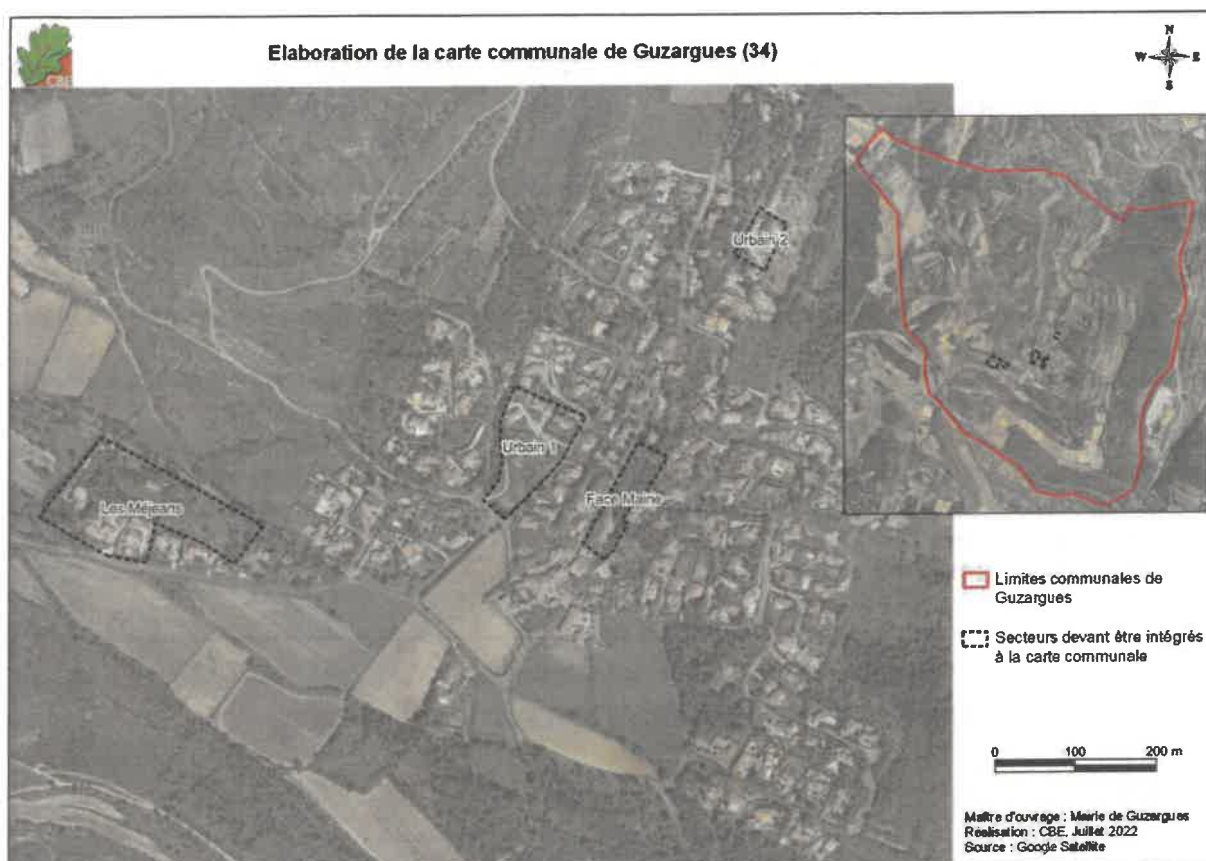 Elaboration de la carte communale de Guzargues (34)
CBE
N
W E
S
Urbain 2
Urbain 1
Face Mairie
Les Méjeans
Limites communales de
Guzargues
Secteurs devant être intégrés
à la carte communale
0 100 200 m
Maître d'ouvrage : Mairie de Guzargues
Réalisation : CBE, Juillet 2022
Source : Google Satellite